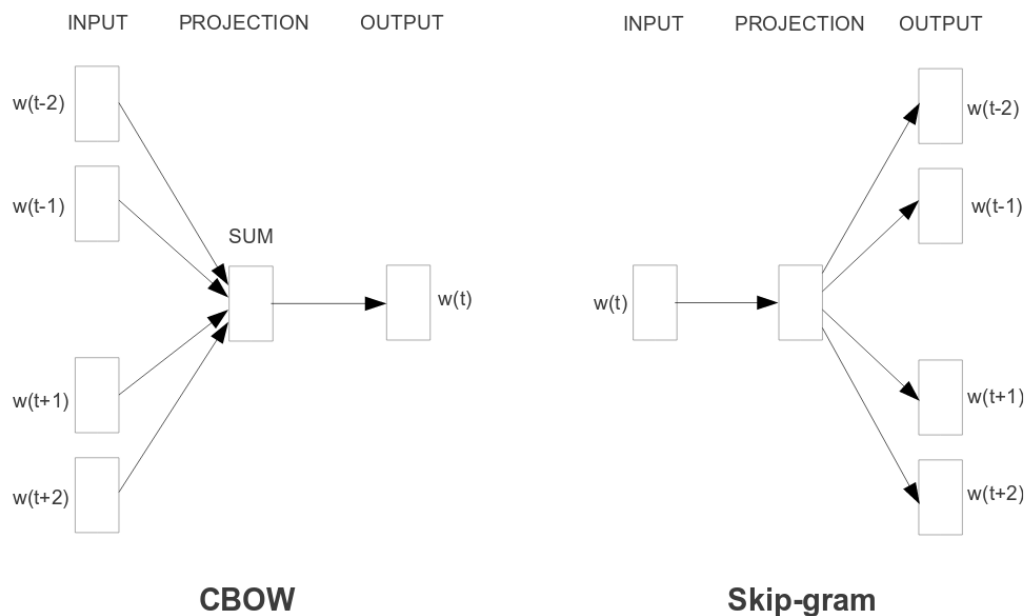 INPUT PROJECTION OUTPUT
w(t-2)
w(t-1)
SUM
w(t)
w(t+1)
w(t+2)
CBOW
INPUT PROJECTION OUTPUT
w(t-2)
w(t-1)
w(t)
w(t+1)
w(t+2)
Skip-gram